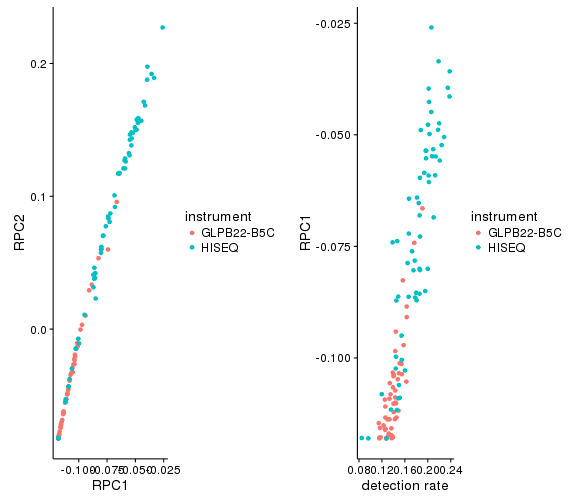 0.2
0.1
0.0
RPC2
-0.100
-0.075
-0.050
-0.025
RPC1
instrument
GLPB22-B5C
HISEQ
-0.025
-0.050
-0.075
-0.100
RPC1
0.08
0.12
0.16
0.20
0.24
detection rate
instrument
GLPB22-B5C
HISEQ